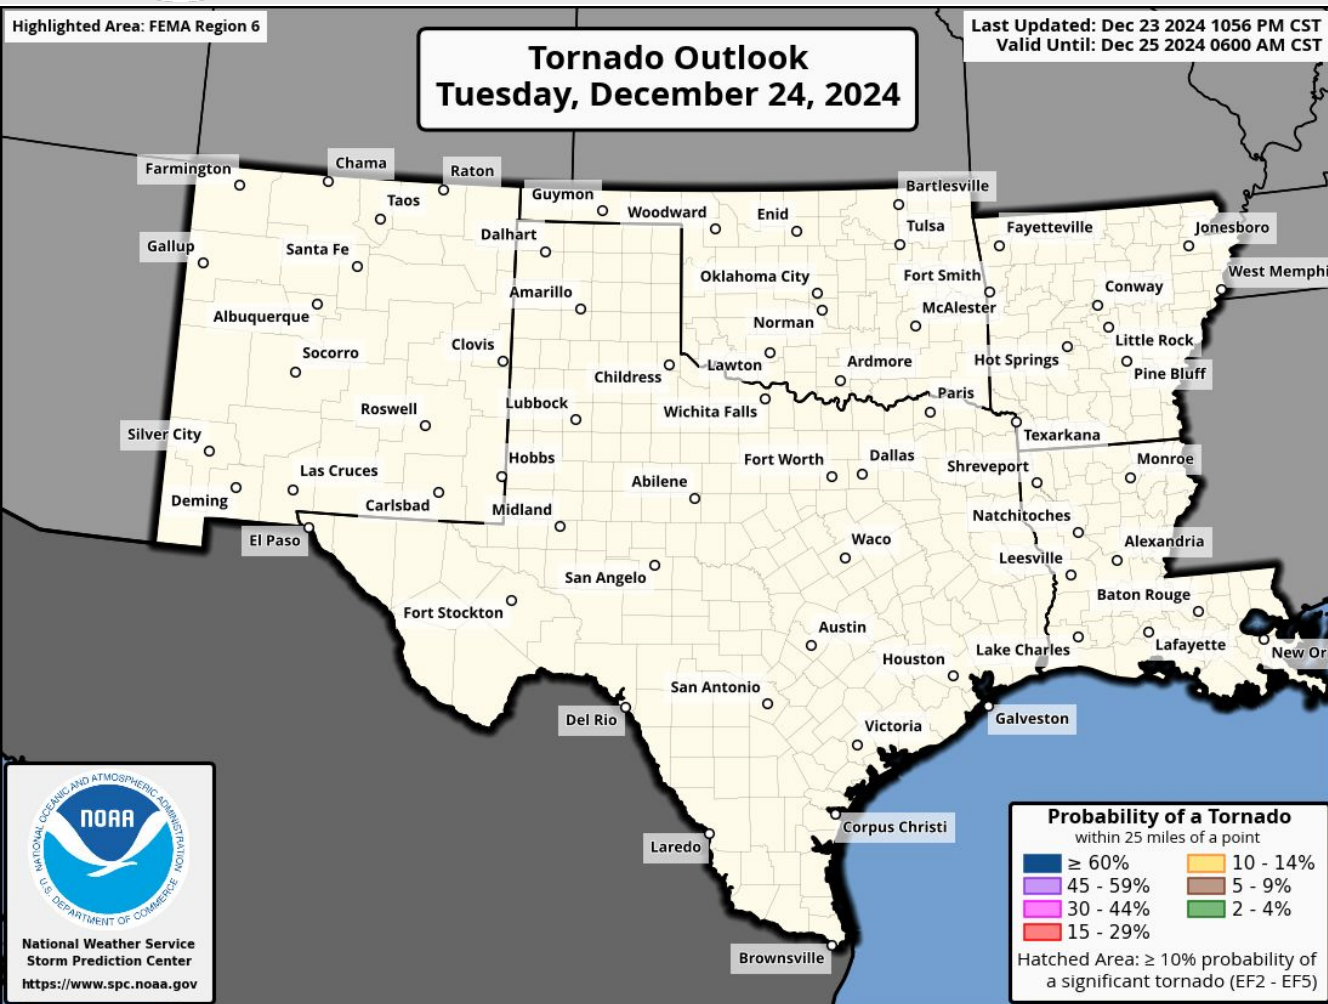 Highlighted Area: FEMA Region 6
Last Updated: Dec 23 2024 1056 PM CST
Valid Until: Dec 25 2024 0600 AM CST
Tornado Outlook
Tuesday, December 24, 2024
Farmington
Chama
Raton
Taos
Guymon
Woodward
Enid
Bartlesville
Tulsa
Fayetteville
Jonesboro
Gallup
Santa Fe
Dalhart
Oklahoma City
Fort Smith
West Memphi
Albuquerque
Amarillo
Norman
McAlester
Conway
Little Rock
Socorro
Clovis
Childress
Lawton
Ardmore
Hot Springs
Pine Bluff
Roswell
Lubbock
Wichita Falls
Paris
Texarkana
Silver City
Las Cruces
Hobbs
Abilene
Fort Worth
Dallas
Shreveport
Monroe
Deming
Carlsbad
Midland
Natchitoches
El Paso
San Angelo
Waco
Leesville
Alexandria
Fort Stockton
Austin
Baton Rouge
Houston
Lake Charles
Lafayette
New Or
Del Rio
San Antonio
Victoria
Galveston
Laredo
Corpus Christi
Brownsville
NATIONAL OCEANIC AND ATMOSPHERIC ADMINISTRATION
NOAA
U.S. DEPARTMENT OF COMMERCE
National Weather Service
Storm Prediction Center
https://www.spc.noaa.gov
Probability of a Tornado
within 25 miles of a point
≥ 60%
10 - 14%
45 - 59%
5 - 9%
30 - 44%
2 - 4%
15 - 29%
Hatched Area: ≥ 10% probability of
a significant tornado (EF2 - EF5)